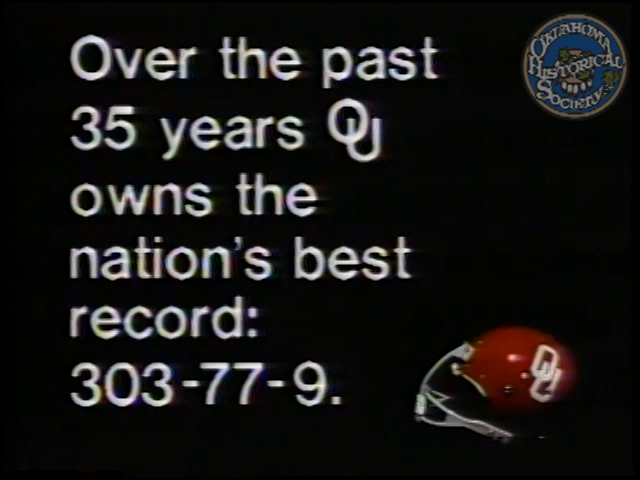 Over the past
35 years OU
owns the
nation's best
record:
303-77-9.
OU
OKLAHOMA
HISTORICAL
SOCIETY